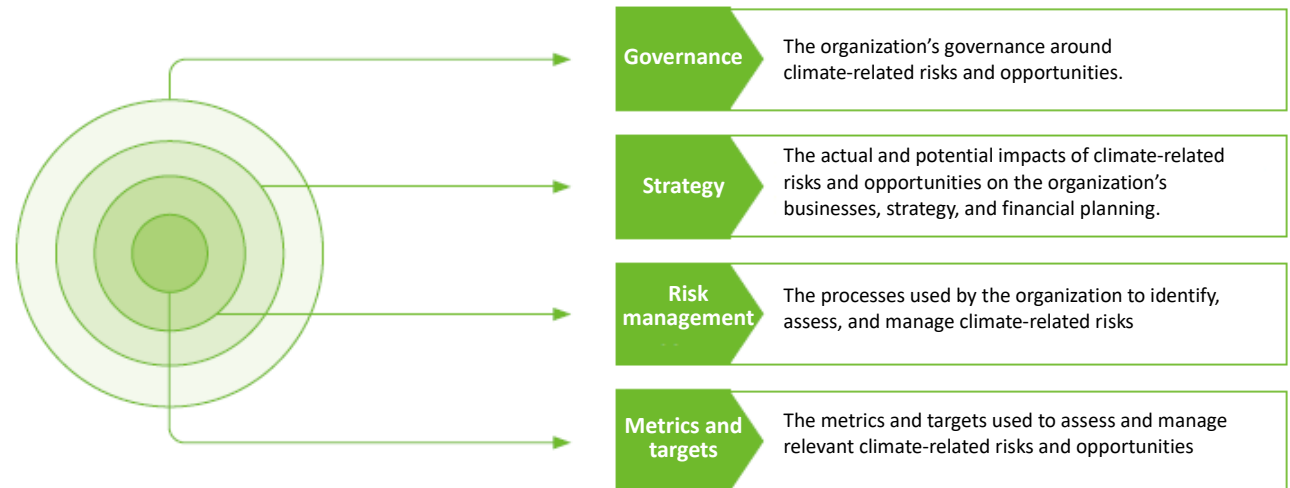 Governance
The organization’s governance around
climate-related risks and opportunities.
Strategy
The actual and potential impacts of climate-related
risks and opportunities on the organization’s
businesses, strategy, and financial planning.
Risk
management
The processes used by the organization to identify,
assess, and manage climate-related risks
Metrics and
targets
The metrics and targets used to assess and manage
relevant climate-related risks and opportunities